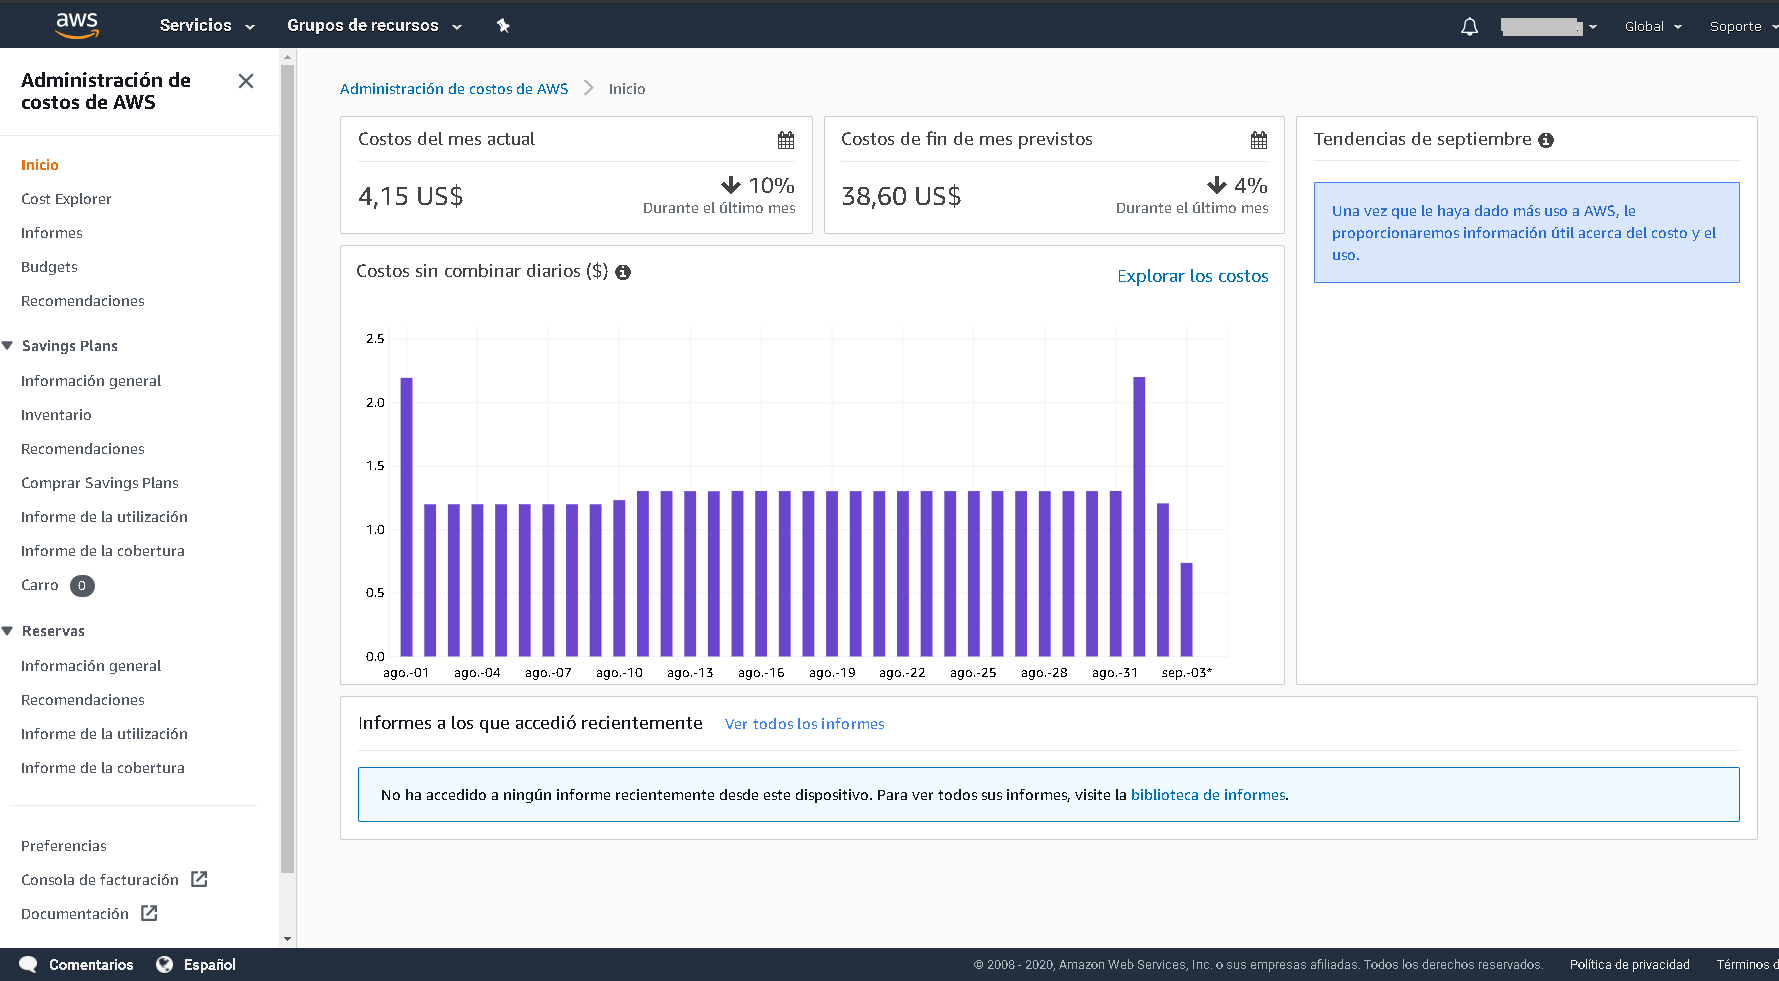 aws
Servicios
Grupos de recursos
Global
Soporte
Administración de
costos de AWS
Inicio
Cost Explorer
Informes
Budgets
Recomendaciones
Savings Plans
Información general
Inventario
Recomendaciones
Comprar Savings Plans
Informe de la utilización
Informe de la cobertura
Carro 0
Reservas
Información general
Recomendaciones
Informe de la utilización
Informe de la cobertura
Preferencias
Consola de facturación
Documentación
Administración de costos de AWS
Inicio
Costos del mes actual
4,15 US$
10%
Durante el último mes
Costos de fin de mes previstos
38,60 US$
4%
Durante el último mes
Tendencias de septiembre
Una vez que le haya dado más uso a AWS, le
proporcionaremos información útil acerca del costo y el
uso.
Costos sin combinar diarios ($)
Explorar los costos
2.5
2.0
1.5
1.0
0.5
0.0
ago.-01 ago.-04 ago.-07 ago.-10 ago.-13 ago.-16 ago.-19 ago.-22 ago.-25 ago.-28 ago.-31 sep.-03*
Informes a los que accedió recientemente
Ver todos los informes
No ha accedido a ningún informe recientemente desde este dispositivo. Para ver todos sus informes, visite la biblioteca de informes.
Comentarios
Español
© 2008 - 2020, Amazon Web Services, Inc. o sus empresas afiliadas. Todos los derechos reservados.
Política de privacidad
Términos d